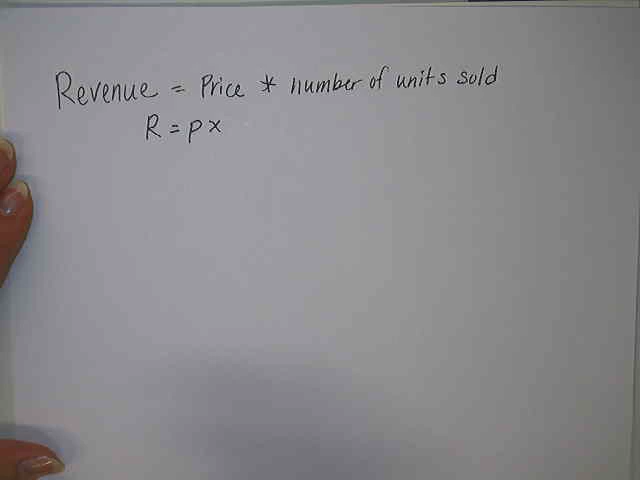 Revenue = Price * number of units sold
R = px